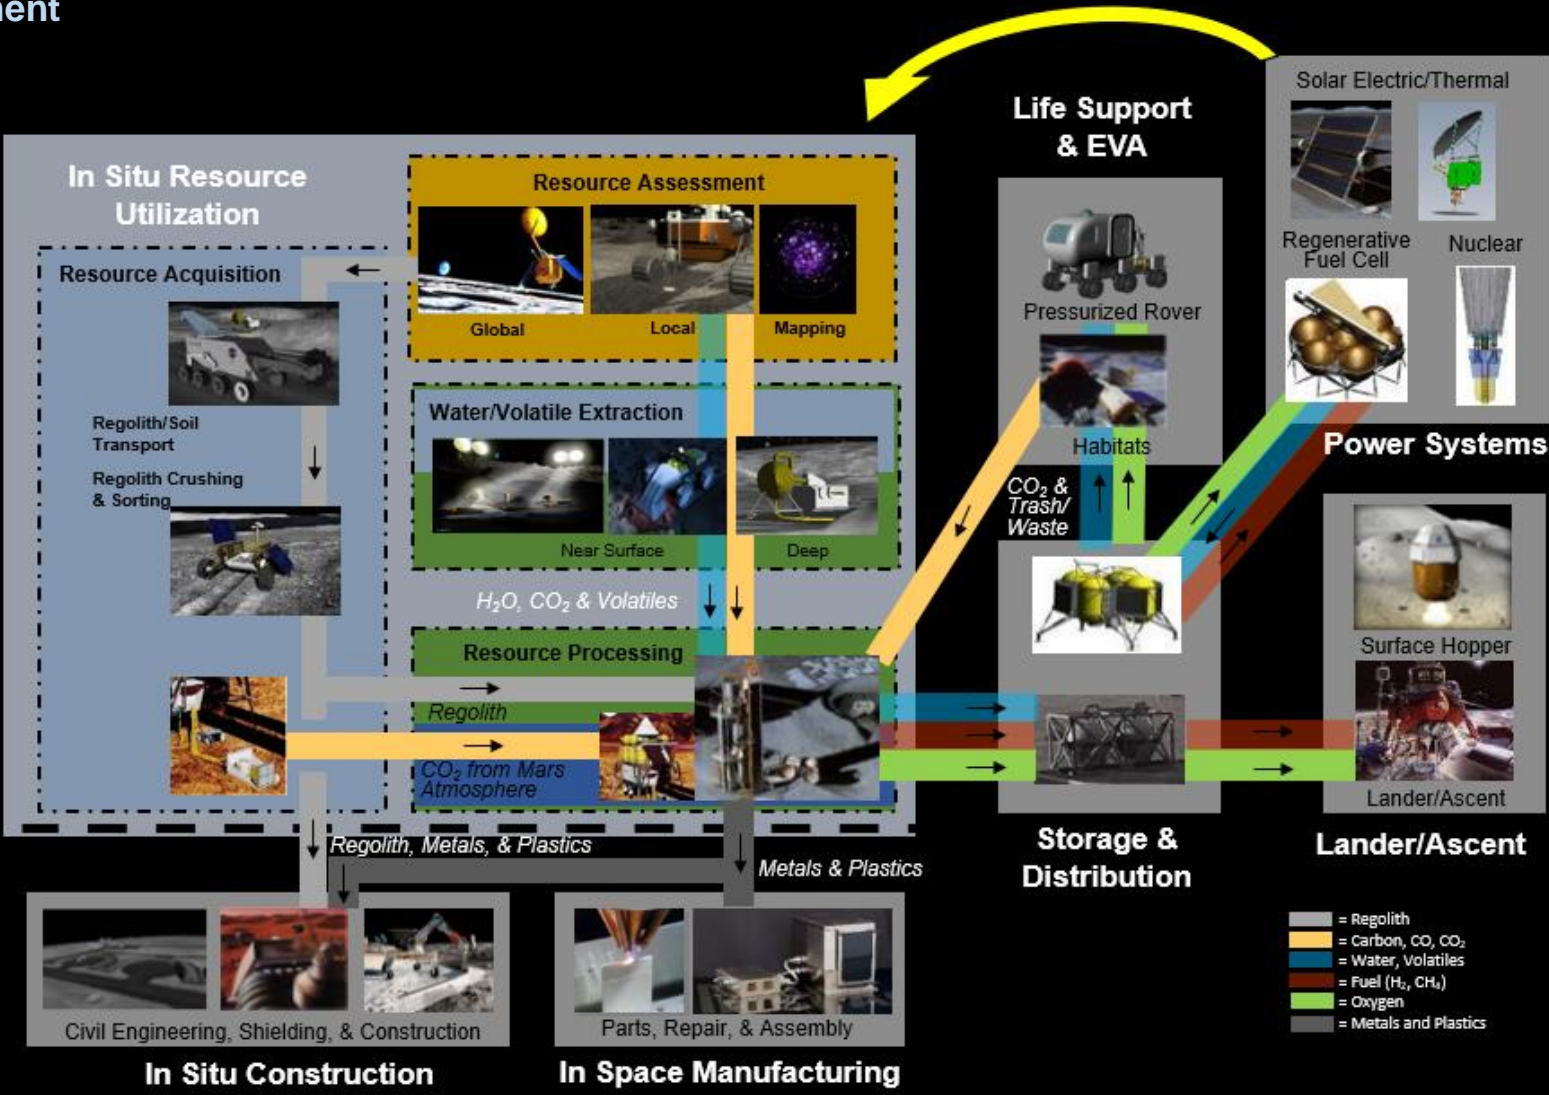 ment
In Situ Resource
Utilization
Resource Acquisition
Regolith/Soil
Transport
Regolith Crushing
& Sorting
Resource Assessment
Global
Local
Mapping
Water/Volatile Extraction
Near Surface
Deep
H₂O, CO₂ & Volatiles
Resource Processing
Regolith
CO₂ from Mars
Atmosphere
Regolith, Metals, & Plastics
Metals & Plastics
Civil Engineering, Shielding, & Construction
In Situ Construction
Parts, Repair, & Assembly
In Space Manufacturing
Life Support
& EVA
Pressurized Rover
Habitats
CO₂ &
Trash/
Waste
Storage &
Distribution
Solar Electric/Thermal
Regenerative
Fuel Cell
Nuclear
Power Systems
Surface Hopper
Lander/Ascent
Lander/Ascent
= Regolith
= Carbon, CO, CO₂
= Water, Volatiles
= Fuel (H₂, CH₄)
= Oxygen
= Metals and Plastics